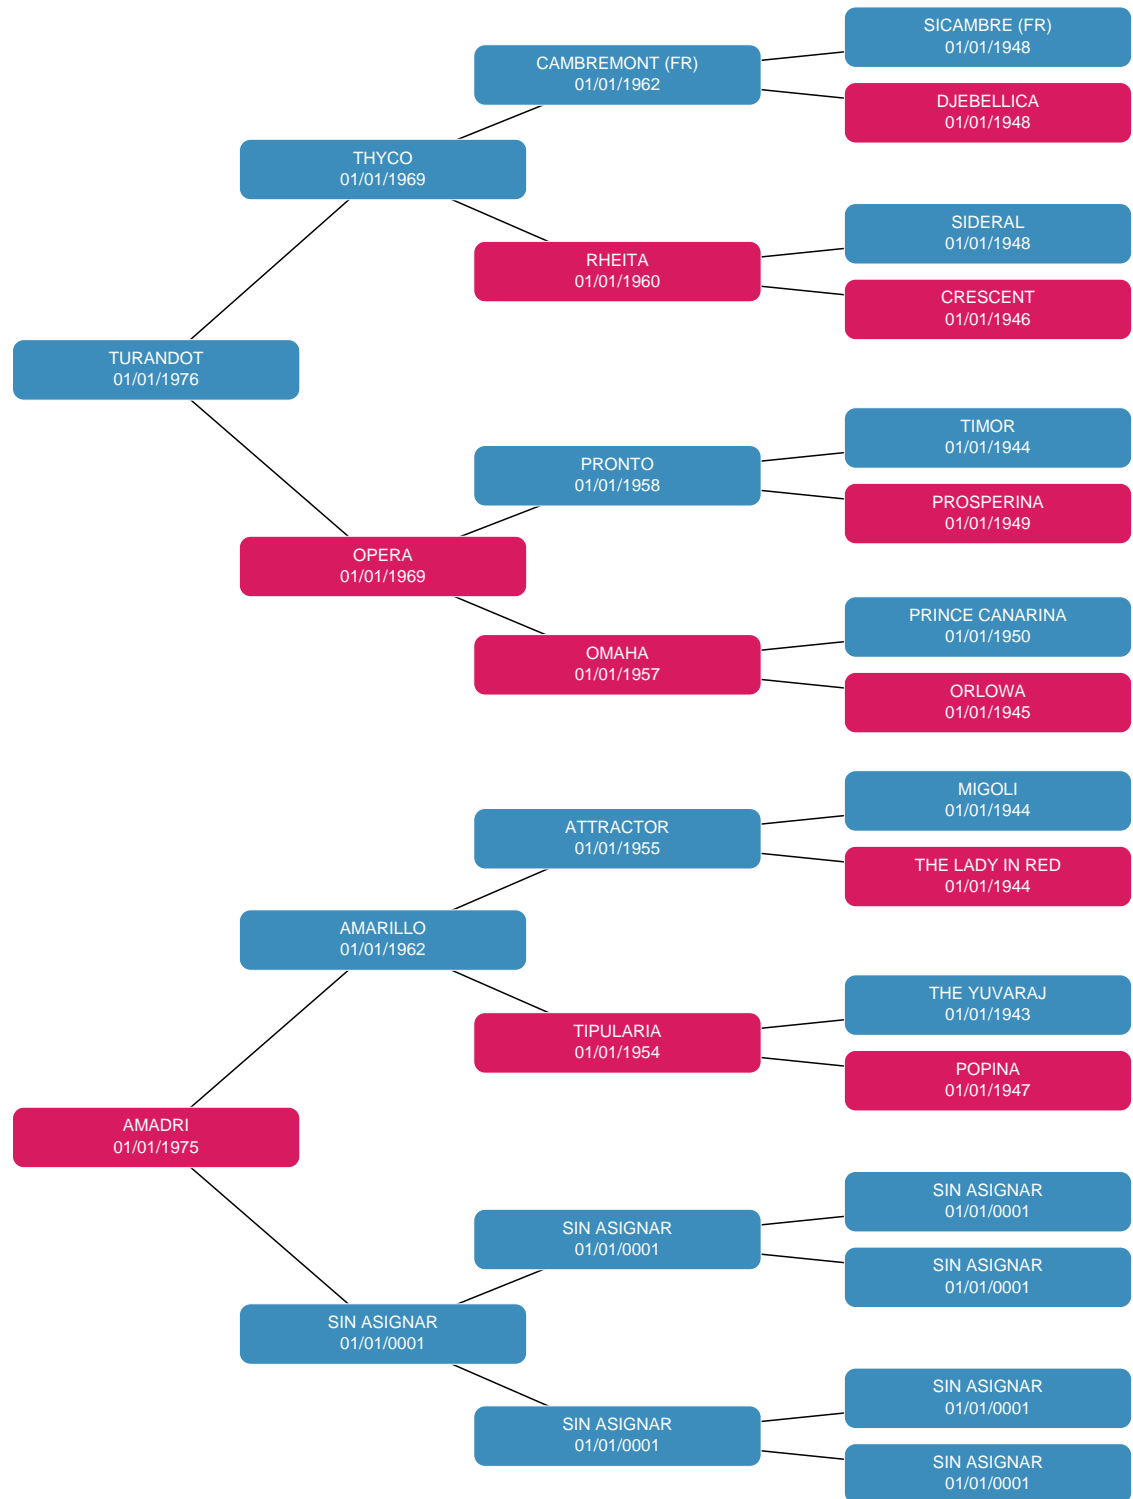 SICAMBRE (FR)
01/01/1948
CAMBREMONT (FR)
01/01/1962
DJEBELLICA
01/01/1948
THYCO
01/01/1969
SIDERAL
01/01/1948
RHEITA
01/01/1960
CRESCENT
01/01/1946
TURANDOT
01/01/1976
TIMOR
01/01/1944
PRONTO
01/01/1958
PROSPERINA
01/01/1949
OPERA
01/01/1969
PRINCE CANARINA
01/01/1950
OMAHA
01/01/1957
ORLOWA
01/01/1945
MIGOLI
01/01/1944
ATTRACTOR
01/01/1955
THE LADY IN RED
01/01/1944
AMARILLO
01/01/1962
THE YUVARAJ
01/01/1943
TIPULARIA
01/01/1954
POPINA
01/01/1947
AMADRI
01/01/1975
SIN ASIGNAR
01/01/0001
SIN ASIGNAR
01/01/0001
SIN ASIGNAR
01/01/0001
SIN ASIGNAR
01/01/0001
SIN ASIGNAR
01/01/0001
SIN ASIGNAR
01/01/0001
SIN ASIGNAR
01/01/0001